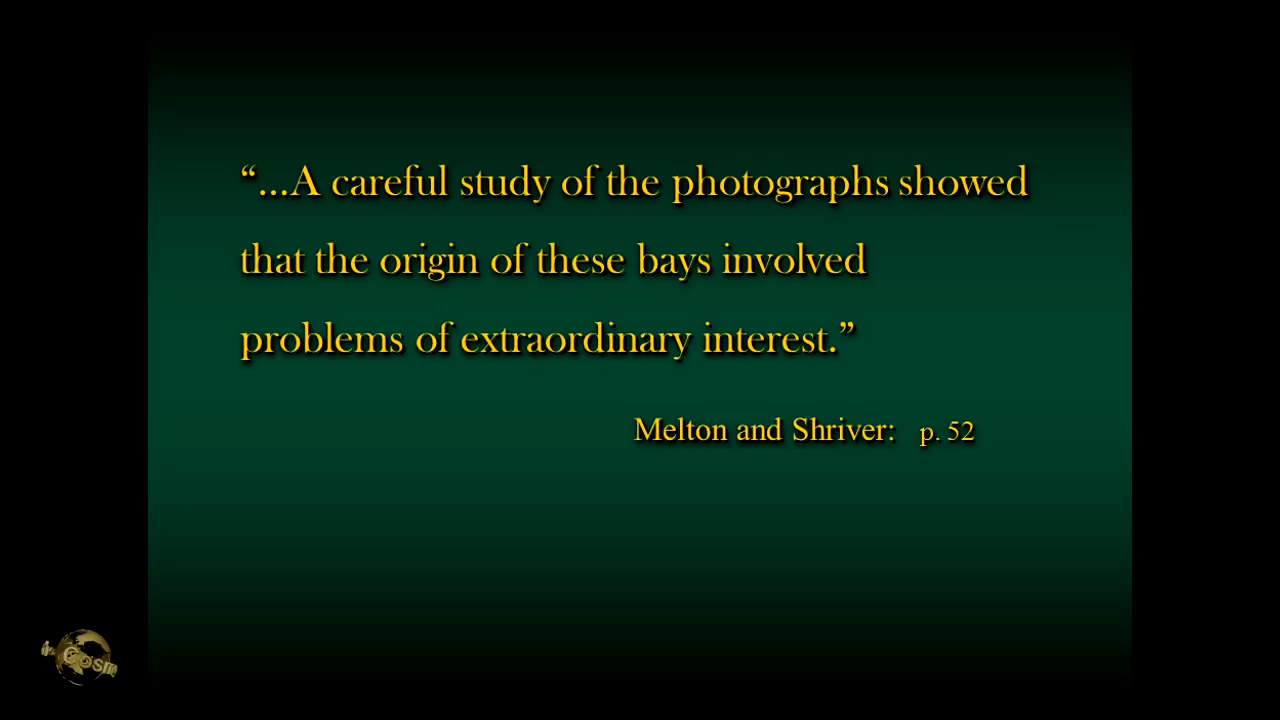 “...A careful study of the photographs showed
that the origin of these bays involved
problems of extraordinary interest.”
Melton and Shriver: p. 52